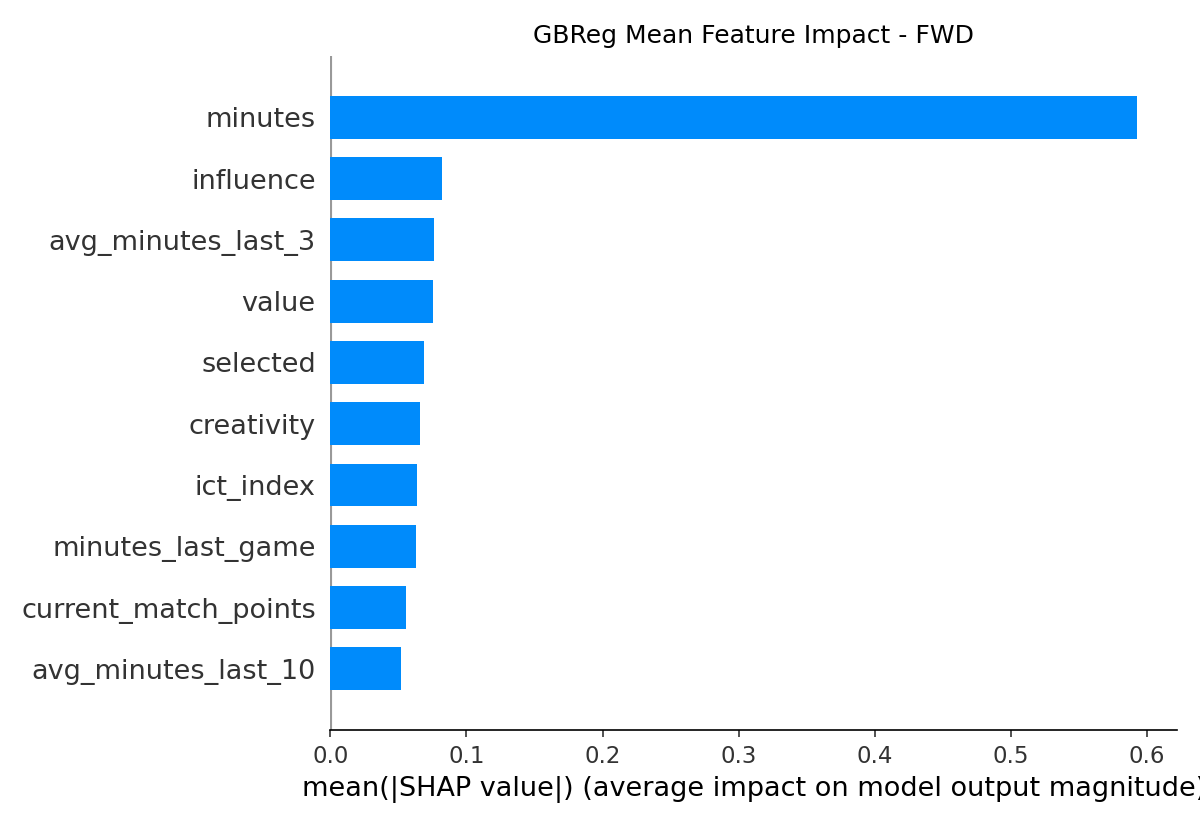 GBReg Mean Feature Impact - FWD
minutes
influence
avg_minutes_last_3
value
selected
creativity
ict_index
minutes_last_game
current_match_points
avg_minutes_last_10
0.0 0.1 0.2 0.3 0.4 0.5 0.6
mean(|SHAP value|) (average impact on model output magnitude)